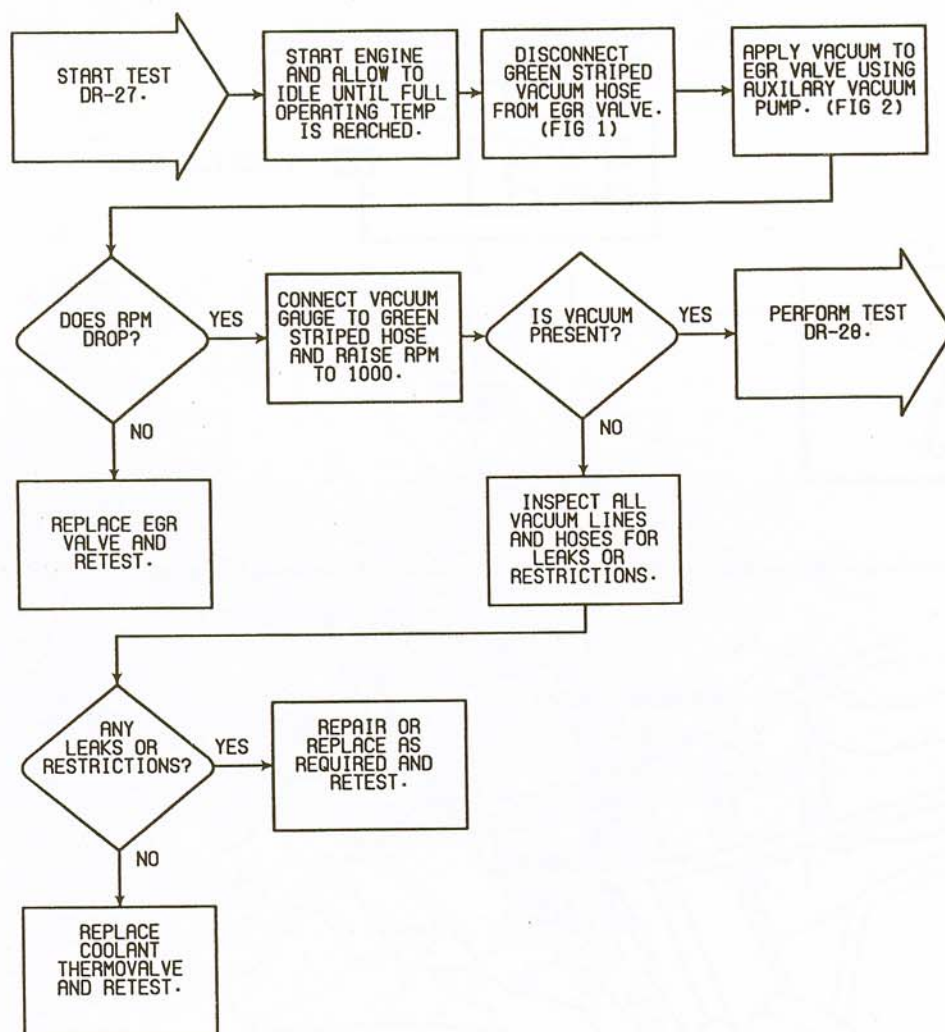 START TEST
DR-27.
START ENGINE
AND ALLOW TO
IDLE UNTIL FULL
OPERATING TEMP
IS REACHED.
DISCONNECT
GREEN STRIPED
VACUUM HOSE
FROM EGR VALVE.
(FIG 1)
APPLY VACUUM TO
EGR VALVE USING
AUXILARY VACUUM
PUMP. (FIG 2)
DOES RPM
DROP?
YES
CONNECT VACUUM
GAUGE TO GREEN
STRIPED HOSE
AND RAISE RPM
TO 1000.
IS VACUUM
PRESENT?
YES
PERFORM TEST
DR-28.
NO
REPLACE EGR
VALVE AND
RETEST.
NO
INSPECT ALL
VACUUM LINES
AND HOSES FOR
LEAKS OR
RESTRICTIONS.
ANY
LEAKS OR
RESTRICTIONS?
YES
REPAIR OR
REPLACE AS
REQUIRED AND
RETEST.
NO
REPLACE
COOLANT
THERMOVALVE
AND RETEST.